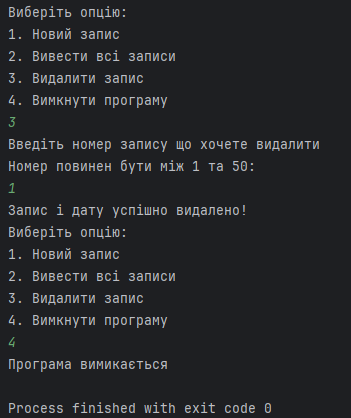 Виберіть опцію:
1. Новий запис
2. Вивести всі записи
3. Видалити запис
4. Вимкнути програму
3
Введіть номер запису що хочете видалити
Номер повинен бути між 1 та 50:
1
Запис і дату успішно видалено!
Виберіть опцію:
1. Новий запис
2. Вивести всі записи
3. Видалити запис
4. Вимкнути програму
4
Програма вимикається
Process finished with exit code 0